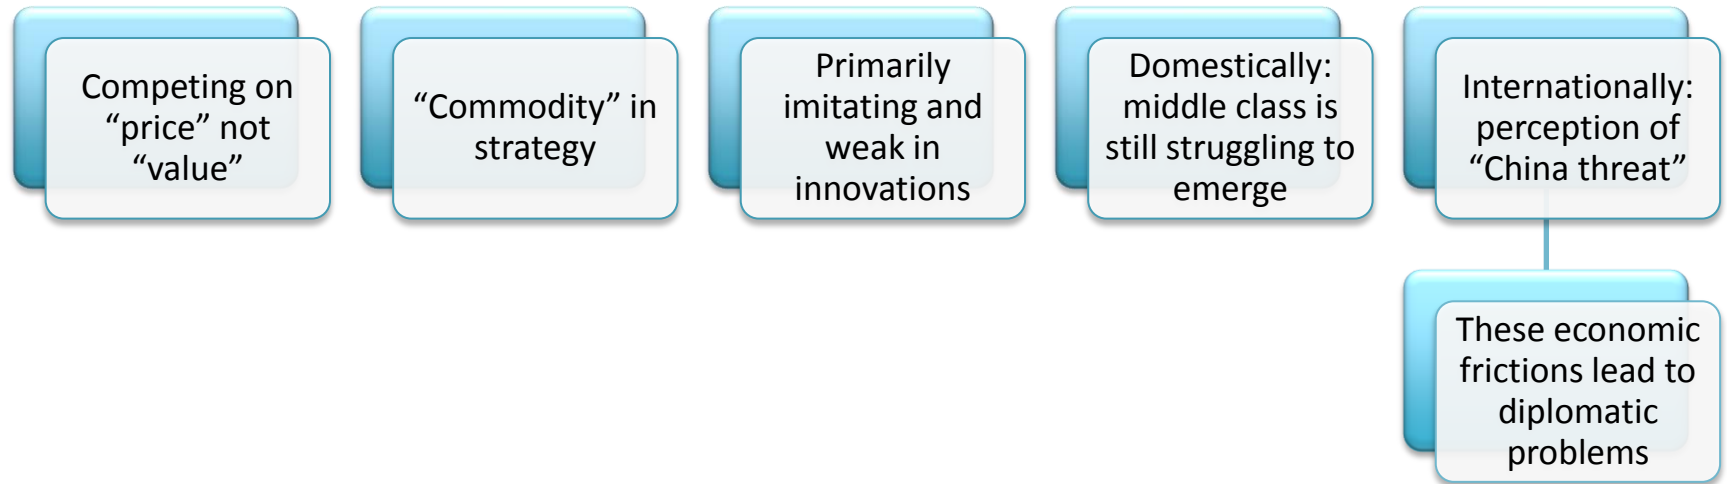 Competing on
“price” not
“value”
“Commodity” in
strategy
Primarily
imitating and
weak in
innovations
Domestically:
middle class is
still struggling to
emerge
Internationally:
perception of
“China threat”
These economic
frictions lead to
diplomatic
problems